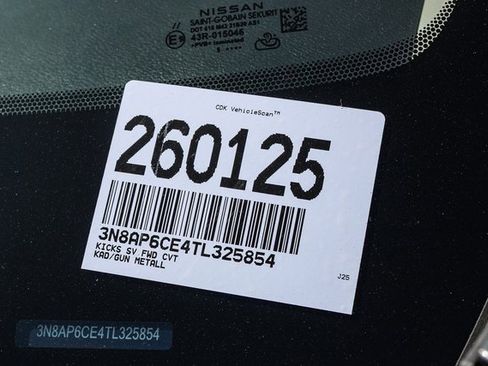 NISSAN
SAINT-GOBAIN SEKURIT
43R-015046
CDK VehicleScan™
260125
3N8AP6CE4TL325854
KICKS SV FWD CVT
KAD/GUN METALL
J25
3N8AP6CE4TL325854